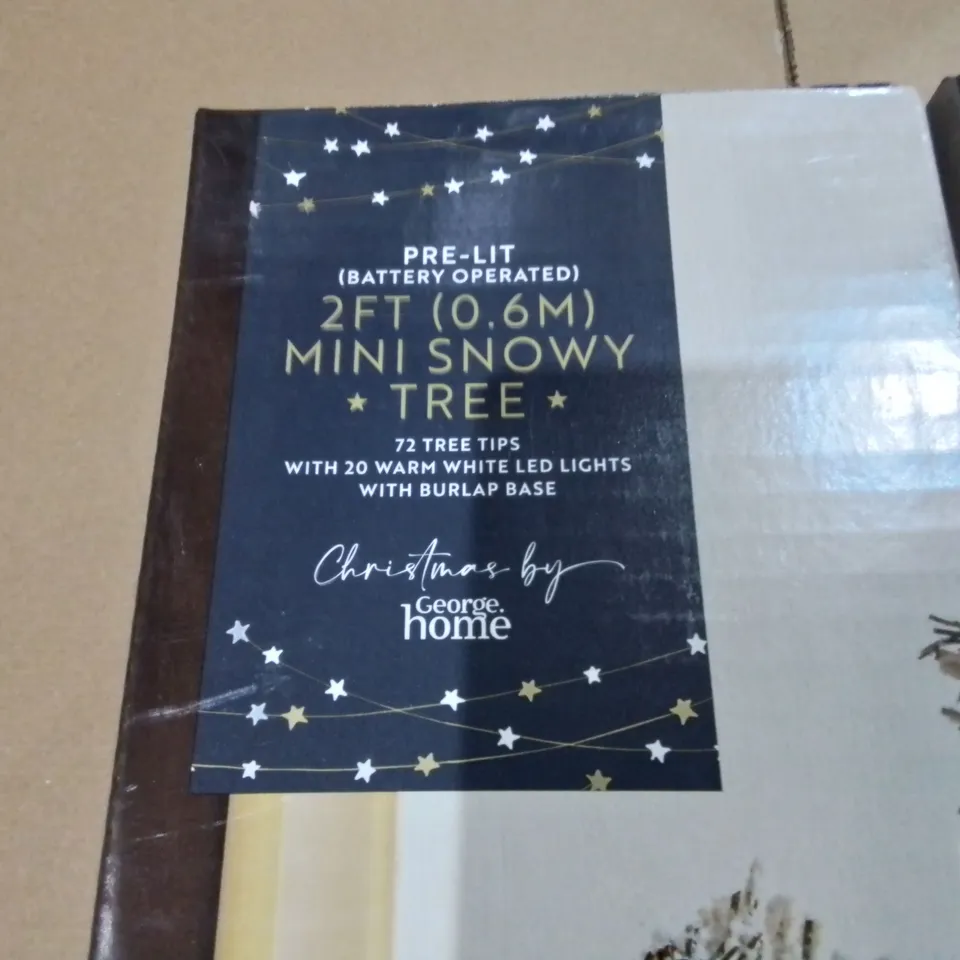 PRE-LIT
(BATTERY OPERATED)
2FT (0.6M)
MINI SNOWY
TREE
72 TREE TIPS
WITH 20 WARM WHITE LED LIGHTS
WITH BURLAP BASE
Christmas by
George.
home